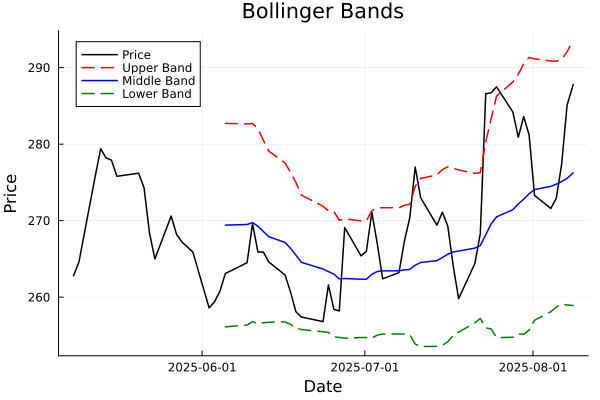 Bollinger Bands
Price
Upper Band
Middle Band
Lower Band
290
280
270
260
Price
2025-06-01
2025-07-01
2025-08-01
Date